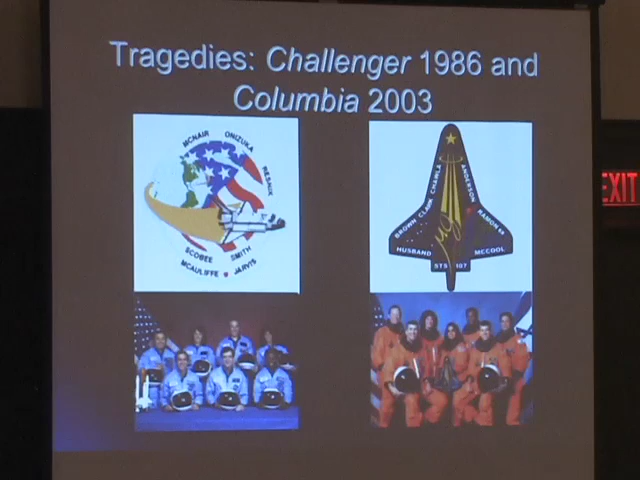 Tragedies: Challenger 1986 and
Columbia 2003
MCNAIR ONIZUKA RESNIK
SCOBEE SMITH
MCAULIFFE JARVIS
BROWN CLARK CHAWLA ANDERSON RAMON
HUSBAND MCCOOL
STS 107
EXIT